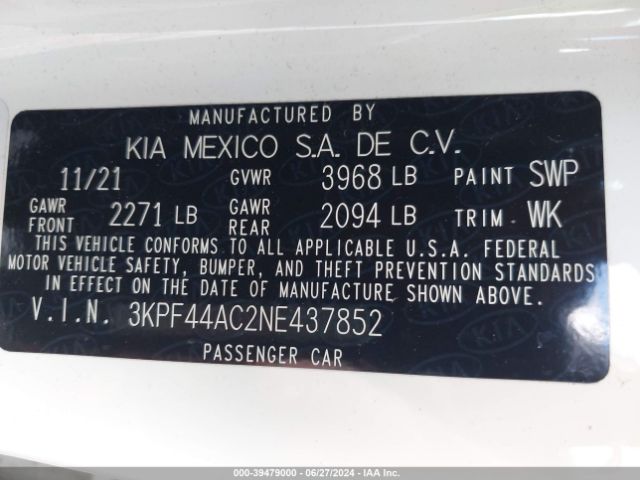 MANUFACTURED BY
KIA MEXICO S.A. DE C.V.
11/21 GVWR 3968 LB PAINT SWP
GAWR FRONT 2271 LB GAWR REAR 2094 LB TRIM WK
THIS VEHICLE CONFORMS TO ALL APPLICABLE U.S.A. FEDERAL
MOTOR VEHICLE SAFETY, BUMPER, AND THEFT PREVENTION STANDARDS
IN EFFECT ON THE DATE OF MANUFACTURE SHOWN ABOVE.
V.I.N. 3KPF44AC2NE437852
PASSENGER CAR
000-39479000 - 06/27/2024 - IAA Inc.